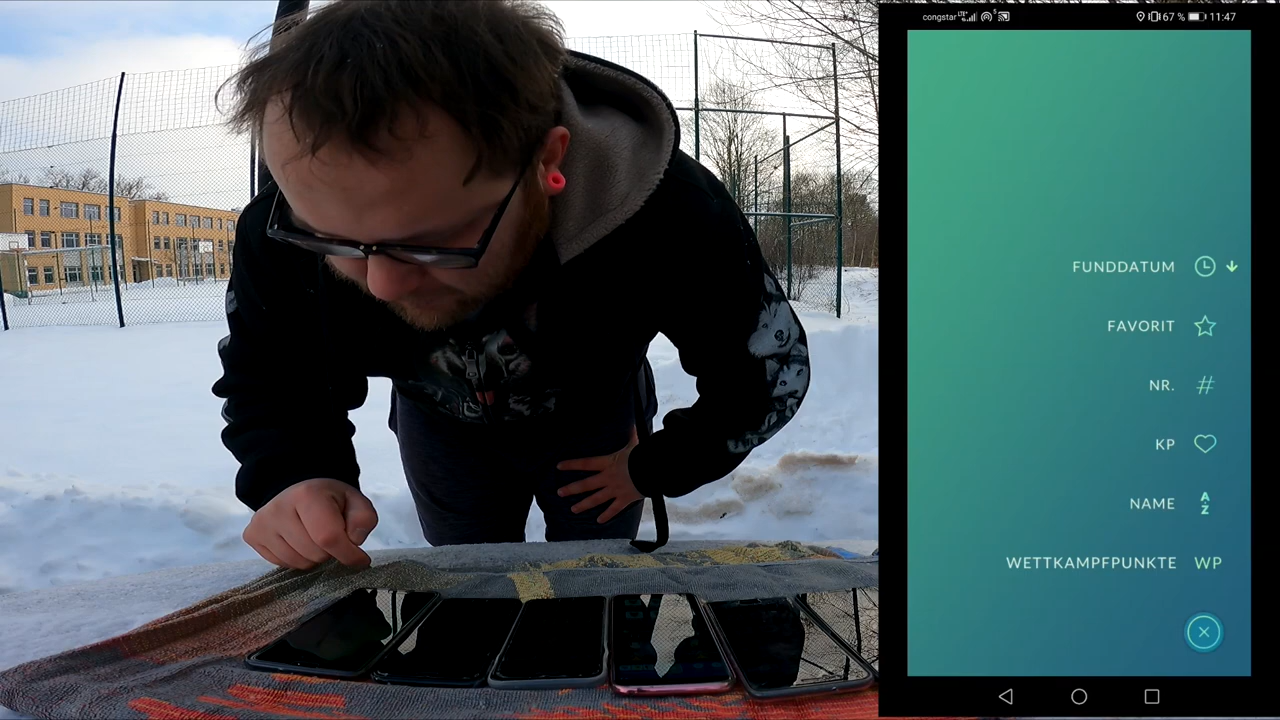 congstar 67 % 11:47
FUNDDATUM
FAVORIT
NR. #
KP
NAME A-Z
WETTKAMPFPUNKTE WP